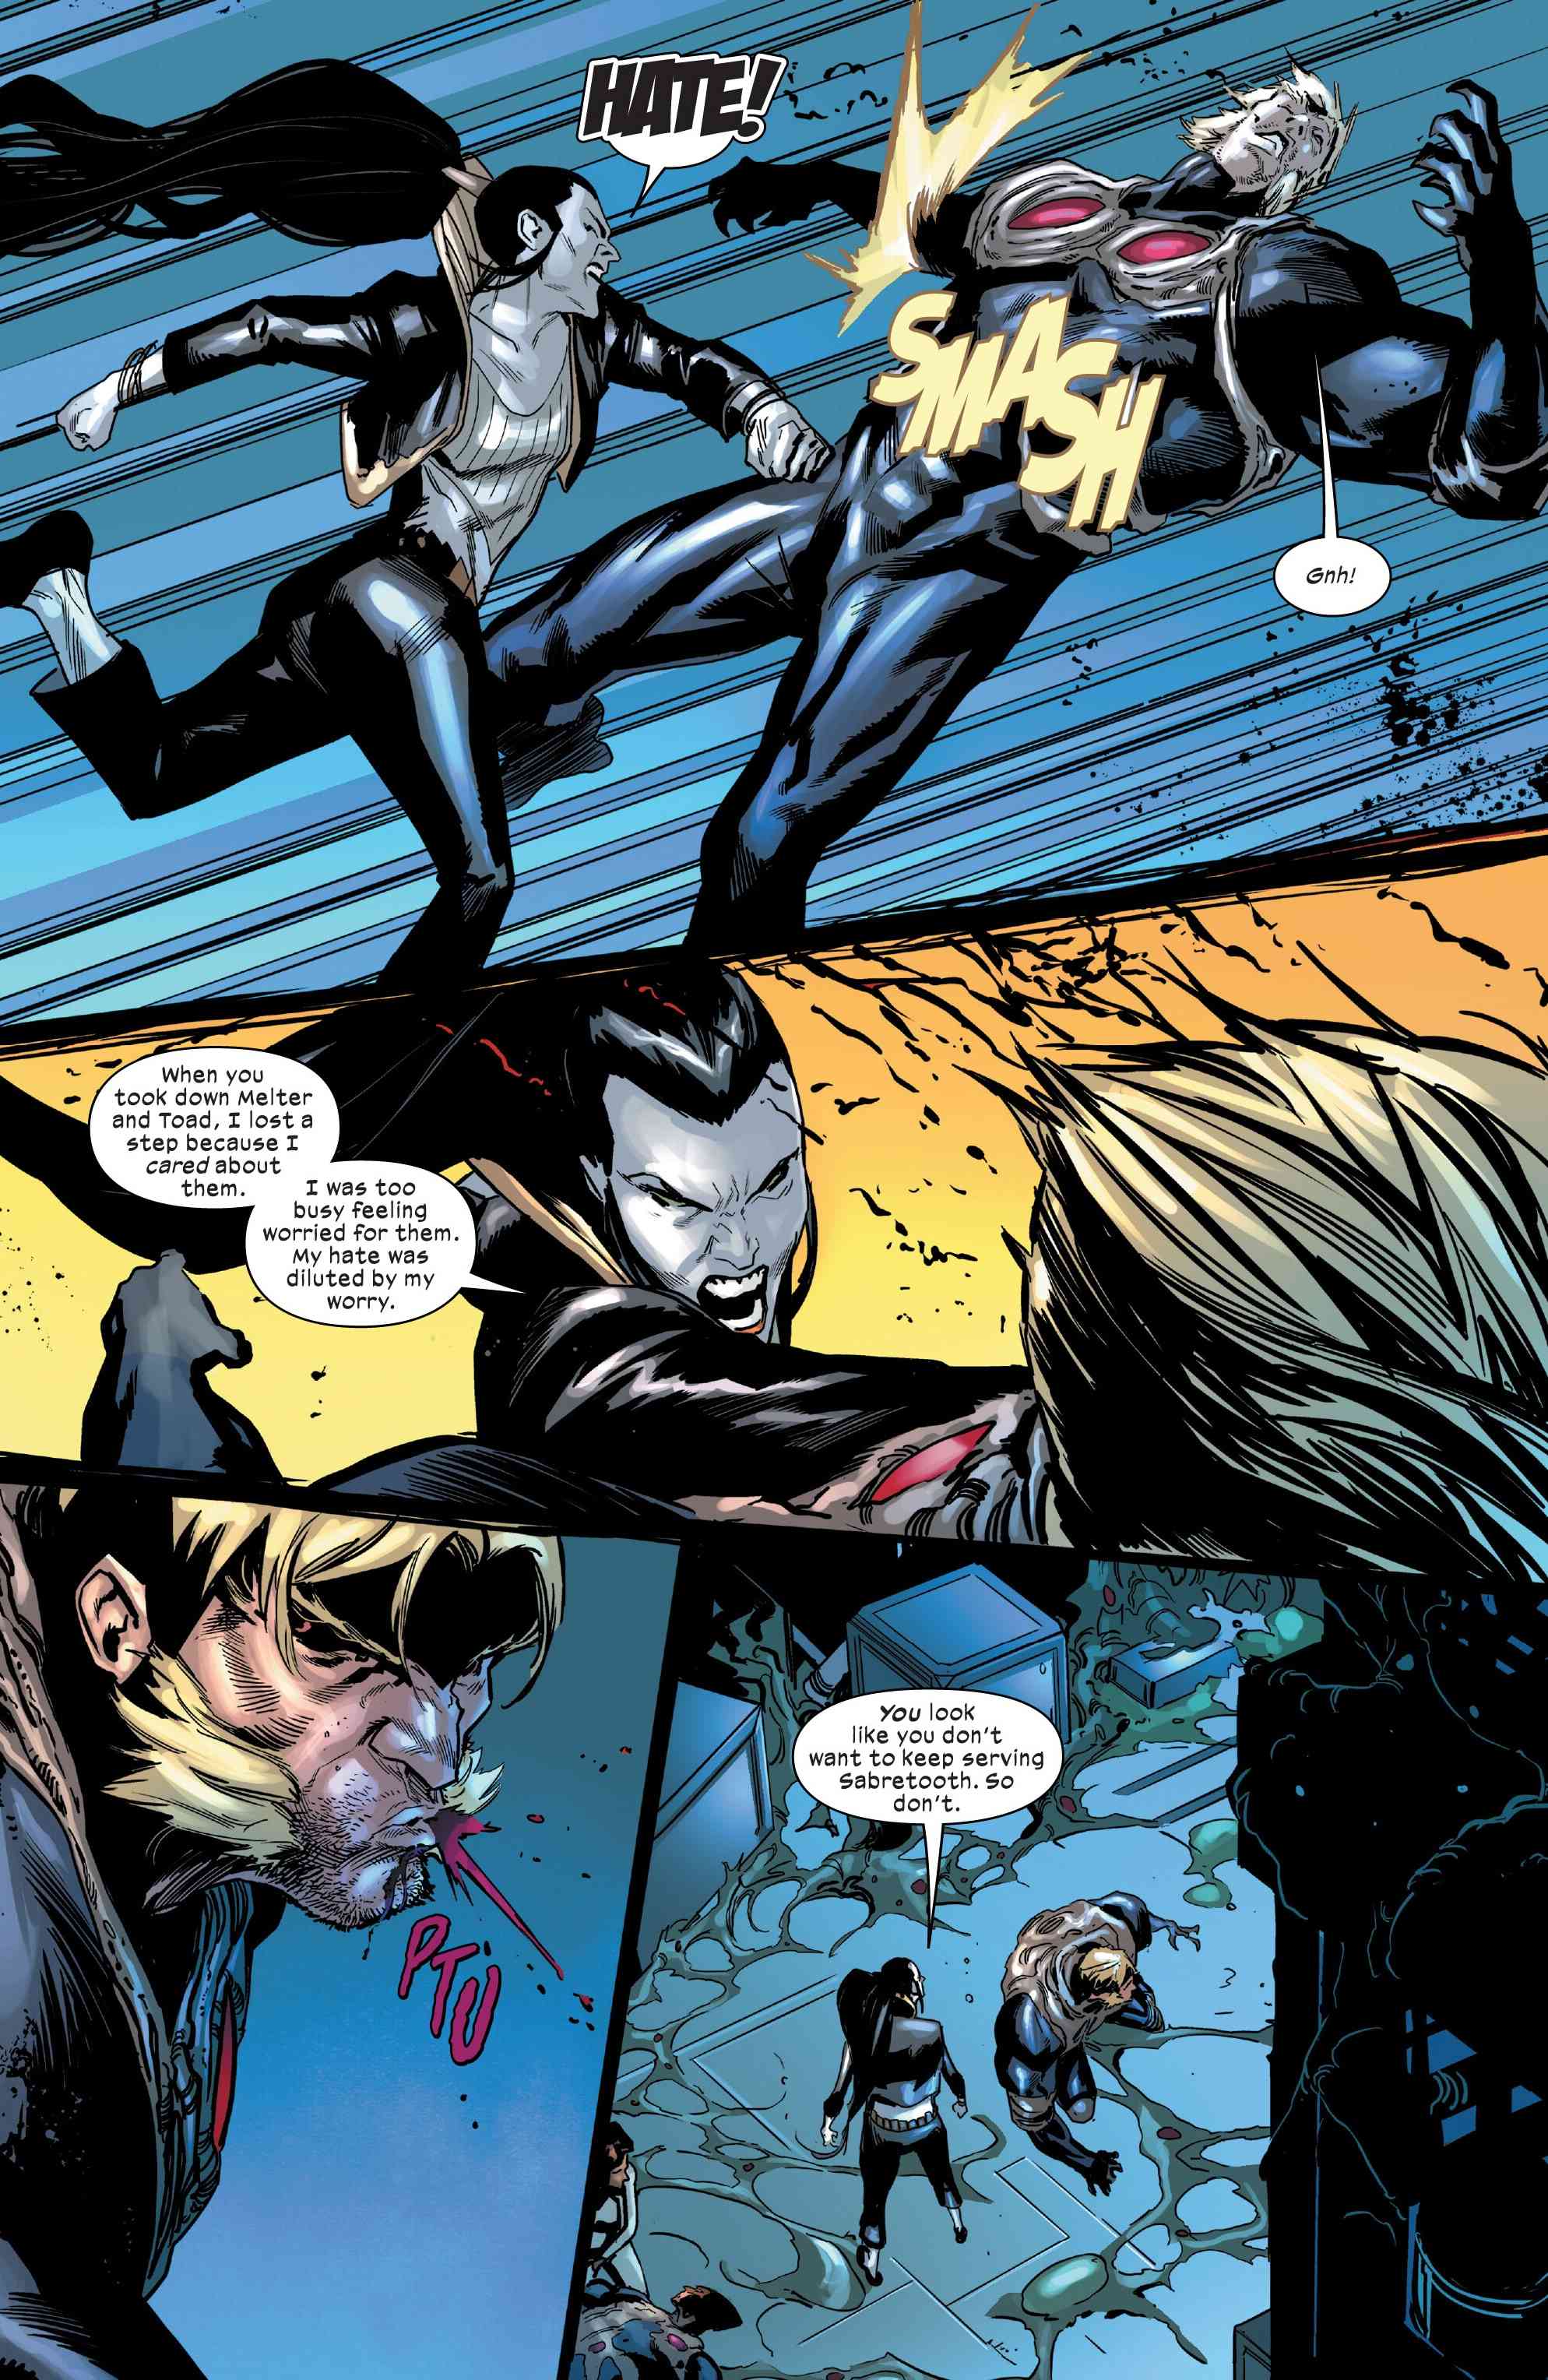 HATE!
SMASH
Gnh!
When you
took down Melter
and Toad, I lost a
step because I
cared about
them.
I was too
busy feeling
worried for them.
My hate was
diluted by my
worry.
PTU
You look
like you don't
want to keep serving
Sabretooth. So
don't.